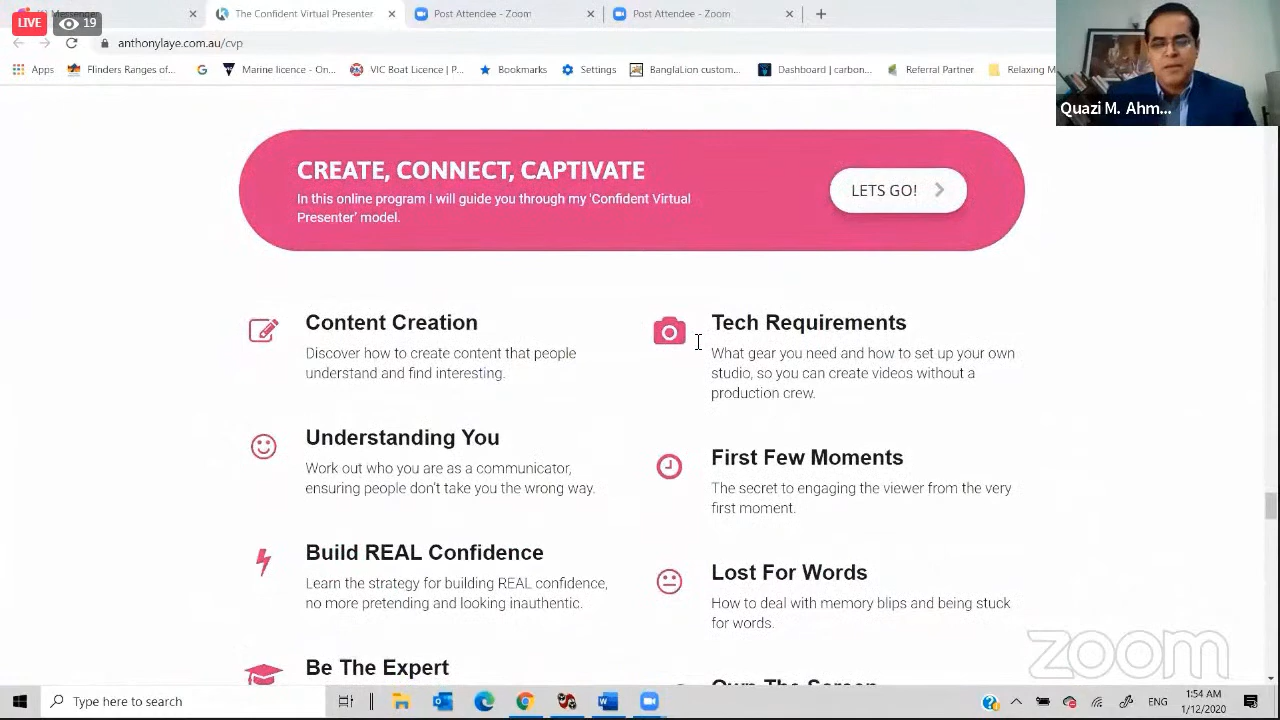 LIVE
19
The Confident Virtual Presenter
Post Attendee - Zoom
Post Attendee - Zoom
anthonylaye.com.au/cvp
Apps
Flinders Ranges of...
Marine licence - On...
VIC Boat Licence | P
Bookmarks
Settings
BanglaLion custom...
Dashboard | carbon...
Referral Partner
Relaxing M
Quazi M. Ahm...
CREATE, CONNECT, CAPTIVATE
In this online program I will guide you through my 'Confident Virtual
Presenter' model.
LETS GO!
Content Creation
Discover how to create content that people
understand and find interesting.
Tech Requirements
What gear you need and how to set up your own
studio, so you can create videos without a
production crew.
Understanding You
Work out who you are as a communicator,
ensuring people don't take you the wrong way.
First Few Moments
The secret to engaging the viewer from the very
first moment.
Build REAL Confidence
Learn the strategy for building REAL confidence,
no more pretending and looking inauthentic.
Lost For Words
How to deal with memory blips and being stuck
for words.
Be The Expert
Own The Screen
zoom
Type here to search
ENG
1:54 AM
1/12/2020